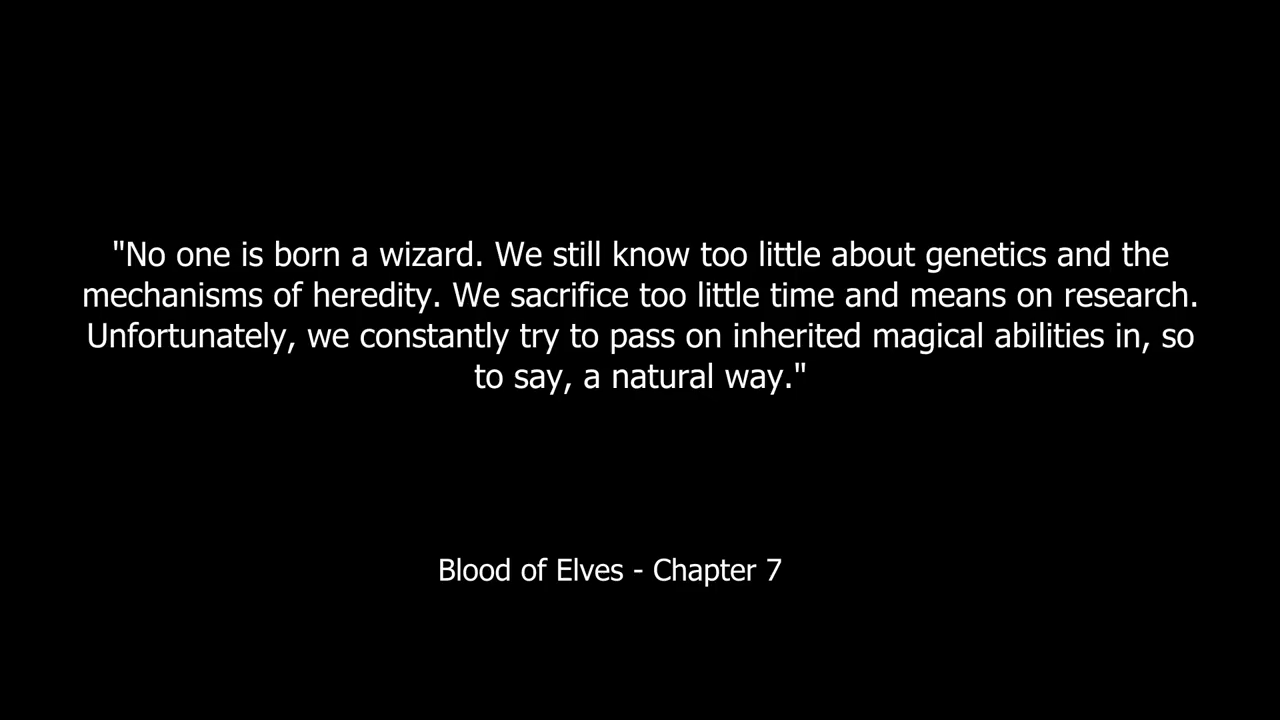 "No one is born a wizard. We still know too little about genetics and the
mechanisms of heredity. We sacrifice too little time and means on research.
Unfortunately, we constantly try to pass on inherited magical abilities in, so
to say, a natural way."
Blood of Elves - Chapter 7